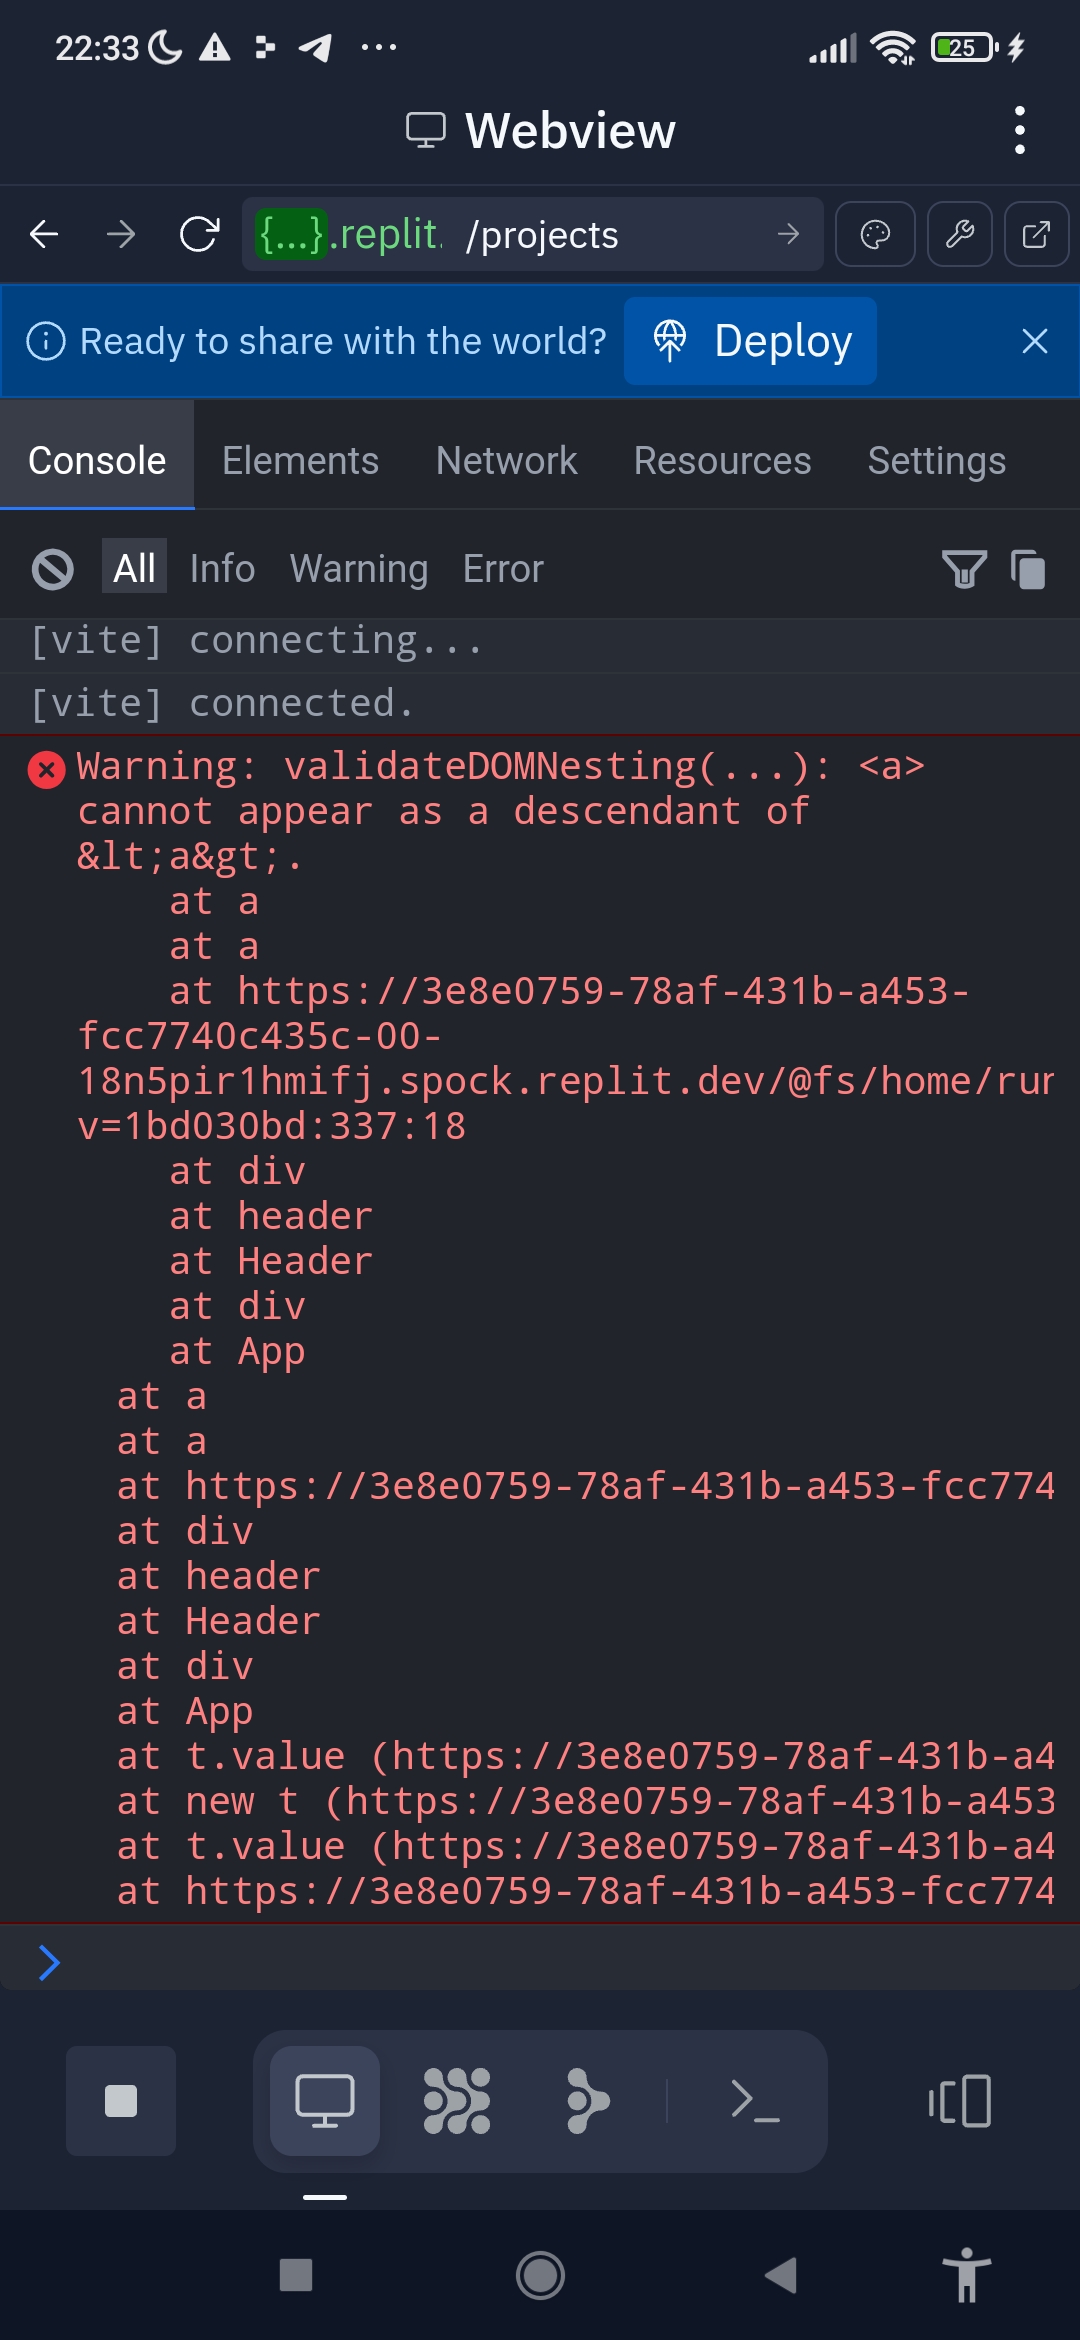 22:33
25
Webview
{...}.replit. /projects
Ready to share with the world? Deploy
Console Elements Network Resources Settings
All Info Warning Error
[vite] connecting...
[vite] connected.
Warning: validateDOMNesting(...): <a>
cannot appear as a descendant of
&lt;a&gt;.
at a
at a
at https://3e8e0759-78af-431b-a453-
fcc7740c435c-00-
18n5pir1hmifj.spock.replit.dev/@fs/home/run
v=1bd030bd:337:18
at div
at header
at Header
at div
at App
at a
at a
at https://3e8e0759-78af-431b-a453-fcc774
at div
at header
at Header
at div
at App
at t.value (https://3e8e0759-78af-431b-a4
at new t (https://3e8e0759-78af-431b-a453
at t.value (https://3e8e0759-78af-431b-a4
at https://3e8e0759-78af-431b-a453-fcc774